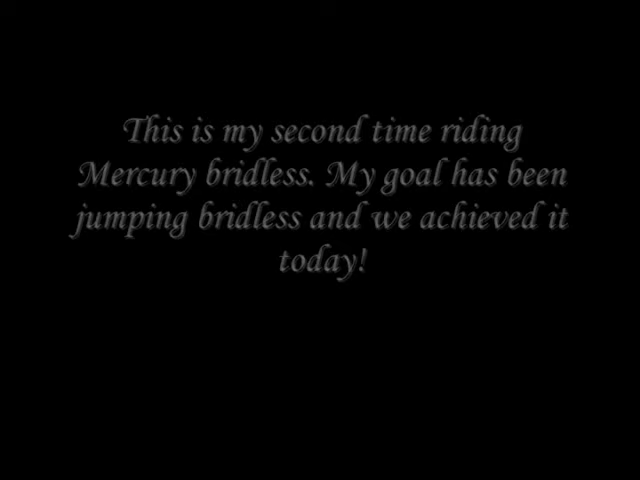 This is my second time riding
Mercury bridless. My goal has been
jumping bridless and we achieved it
today!